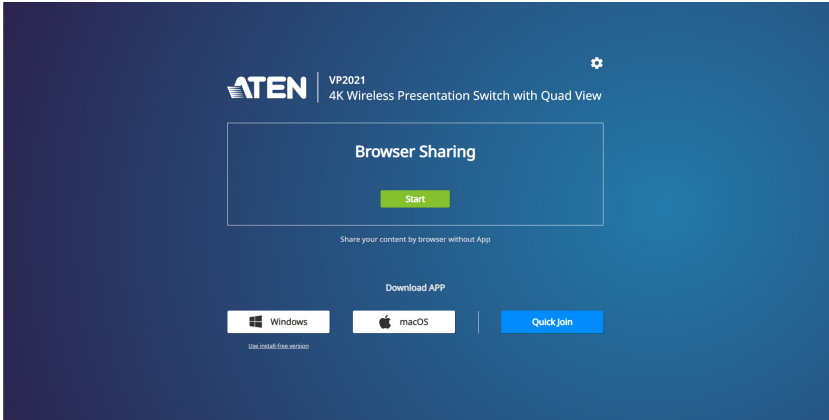 ATEN
VP2021
4K Wireless Presentation Switch with Quad View
Browser Sharing
Start
Share your content by browser without App
Download APP
Windows
macOS
Quick Join
Use install-free version